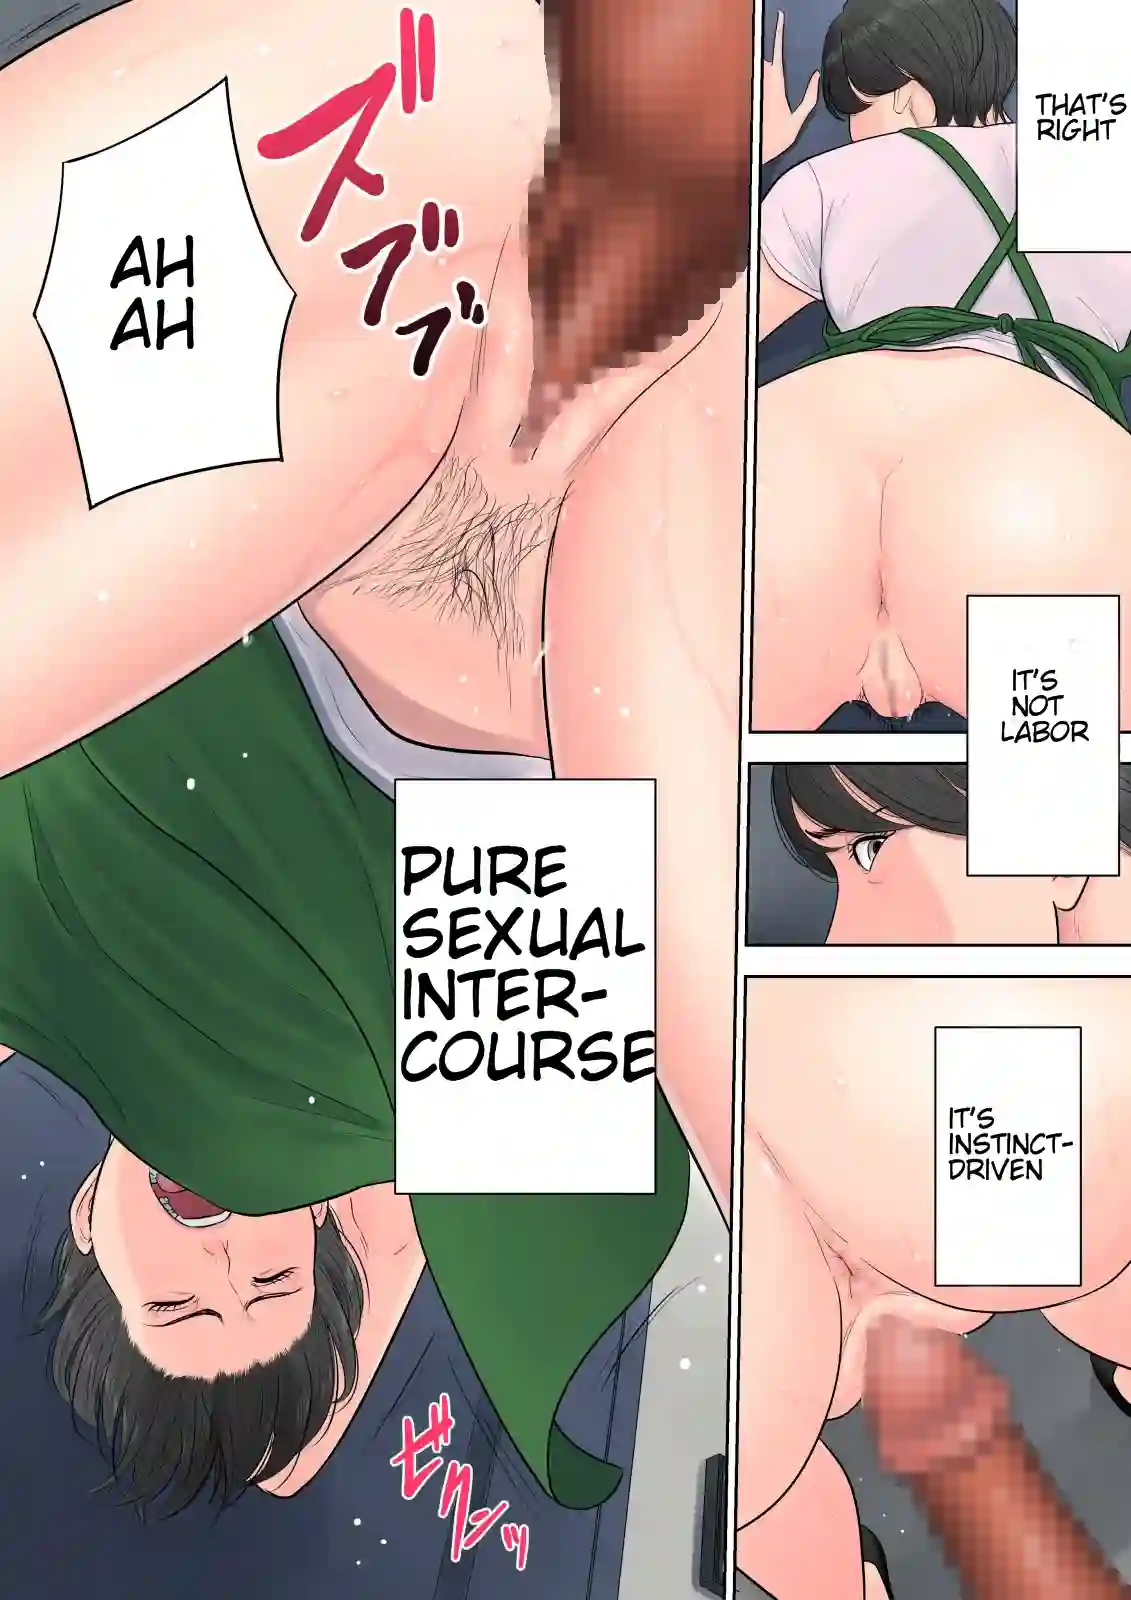 THAT'S
RIGHT
IT'S
NOT
LABOR
IT'S
INSTINCT-
DRIVEN
ズブブ
AH
AH
PURE
SEXUAL
INTER-
COURSE
ビクンッ